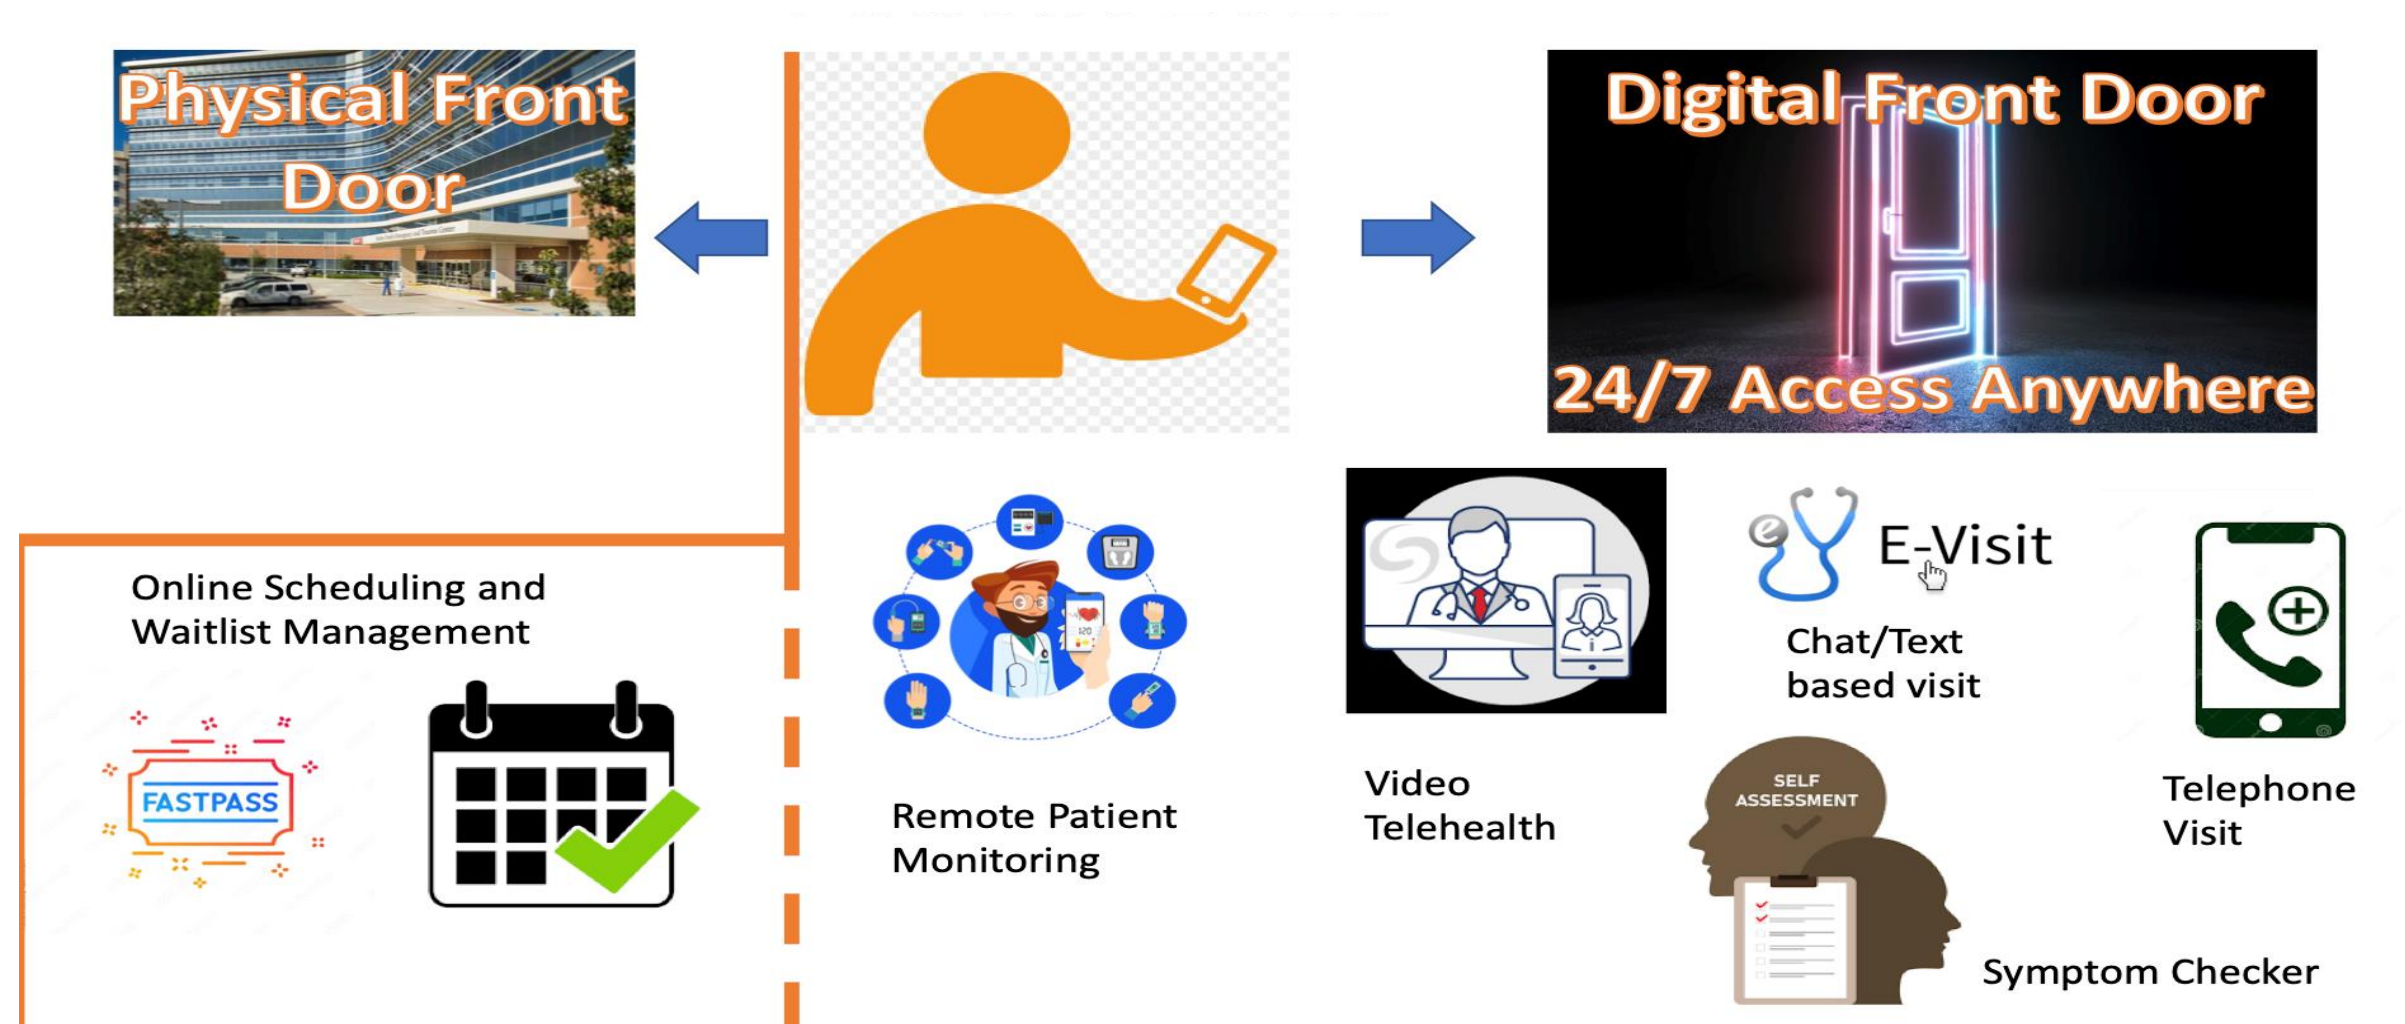 Physical Front
Door
Digital Front Door
24/7 Access Anywhere
Online Scheduling and
Waitlist Management
FASTPASS
120
Remote Patient
Monitoring
Video
Telehealth
e
E-Visit
Chat/Text
based visit
SELF
ASSESSMENT
Symptom Checker
Telephone
Visit